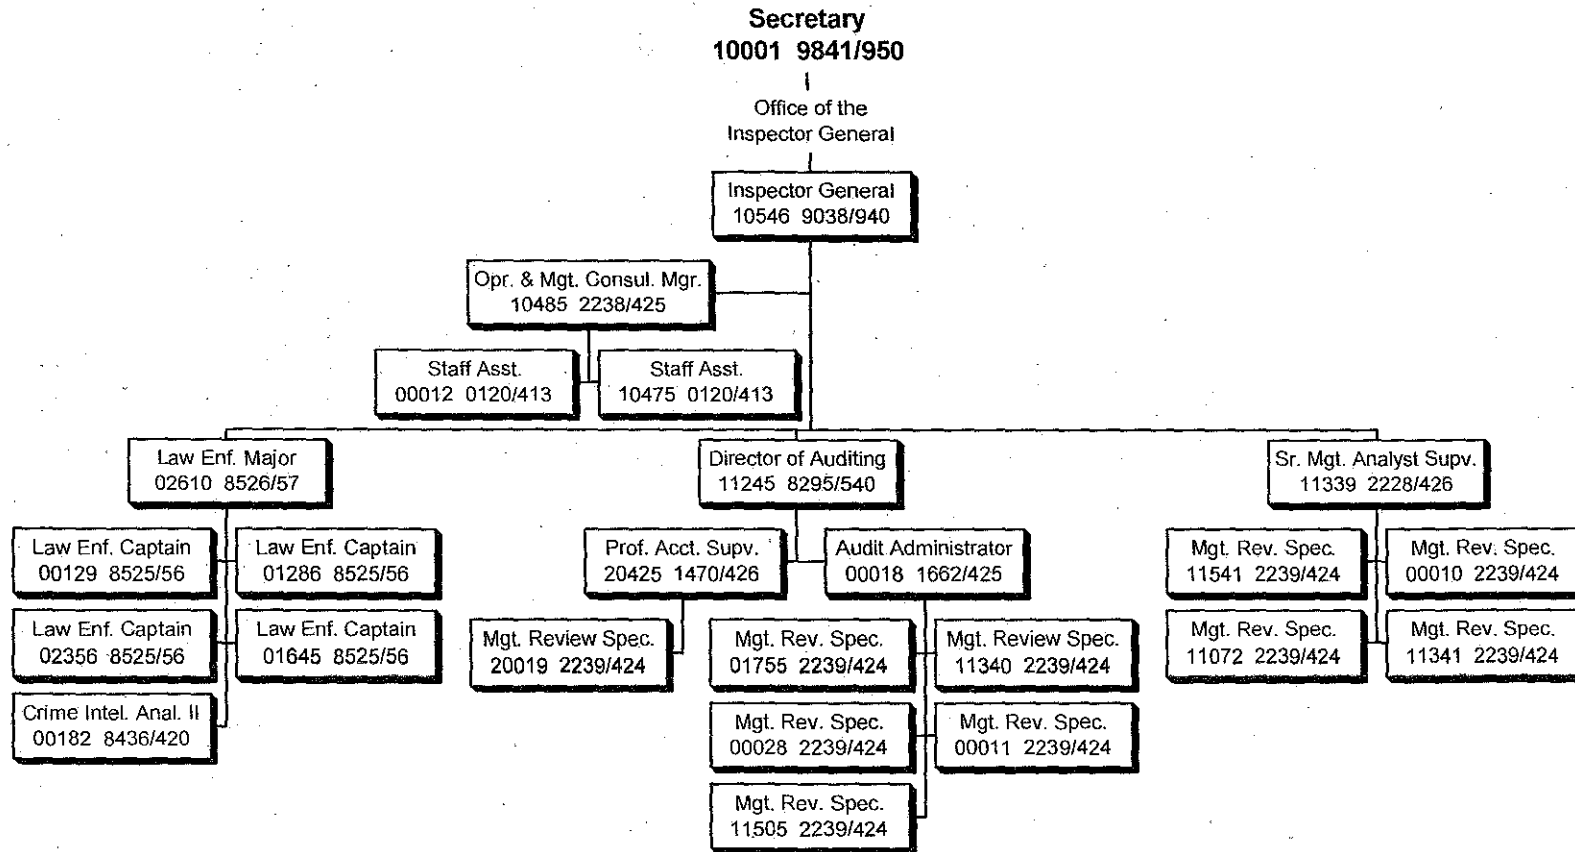 Secretary
10001 9841/950
Office of the
Inspector General
Inspector General
10546 9038/940
Opr. & Mgt. Consul. Mgr.
10485 2238/425
Staff Asst.
00012 0120/413
Staff Asst.
10475 0120/413
Law Enf. Major
02610 8526/57
Director of Auditing
11245 8295/540
Sr. Mgt. Analyst Supv.
11339 2228/426
Law Enf. Captain
00129 8525/56
Law Enf. Captain
01286 8525/56
Law Enf. Captain
02356 8525/56
Law Enf. Captain
01645 8525/56
Crime Intel. Anal. II
00182 8436/420
Prof. Acct. Supv.
20425 1470/426
Audit Administrator
00018 1662/425
Mgt. Review Spec.
20019 2239/424
Mgt. Rev. Spec.
01755 2239/424
Mgt. Review Spec.
11340 2239/424
Mgt. Rev. Spec.
00028 2239/424
Mgt. Rev. Spec.
00011 2239/424
Mgt. Rev. Spec.
11505 2239/424
Mgt. Rev. Spec.
11541 2239/424
Mgt. Rev. Spec.
00010 2239/424
Mgt. Rev. Spec.
11072 2239/424
Mgt. Rev. Spec.
11341 2239/424